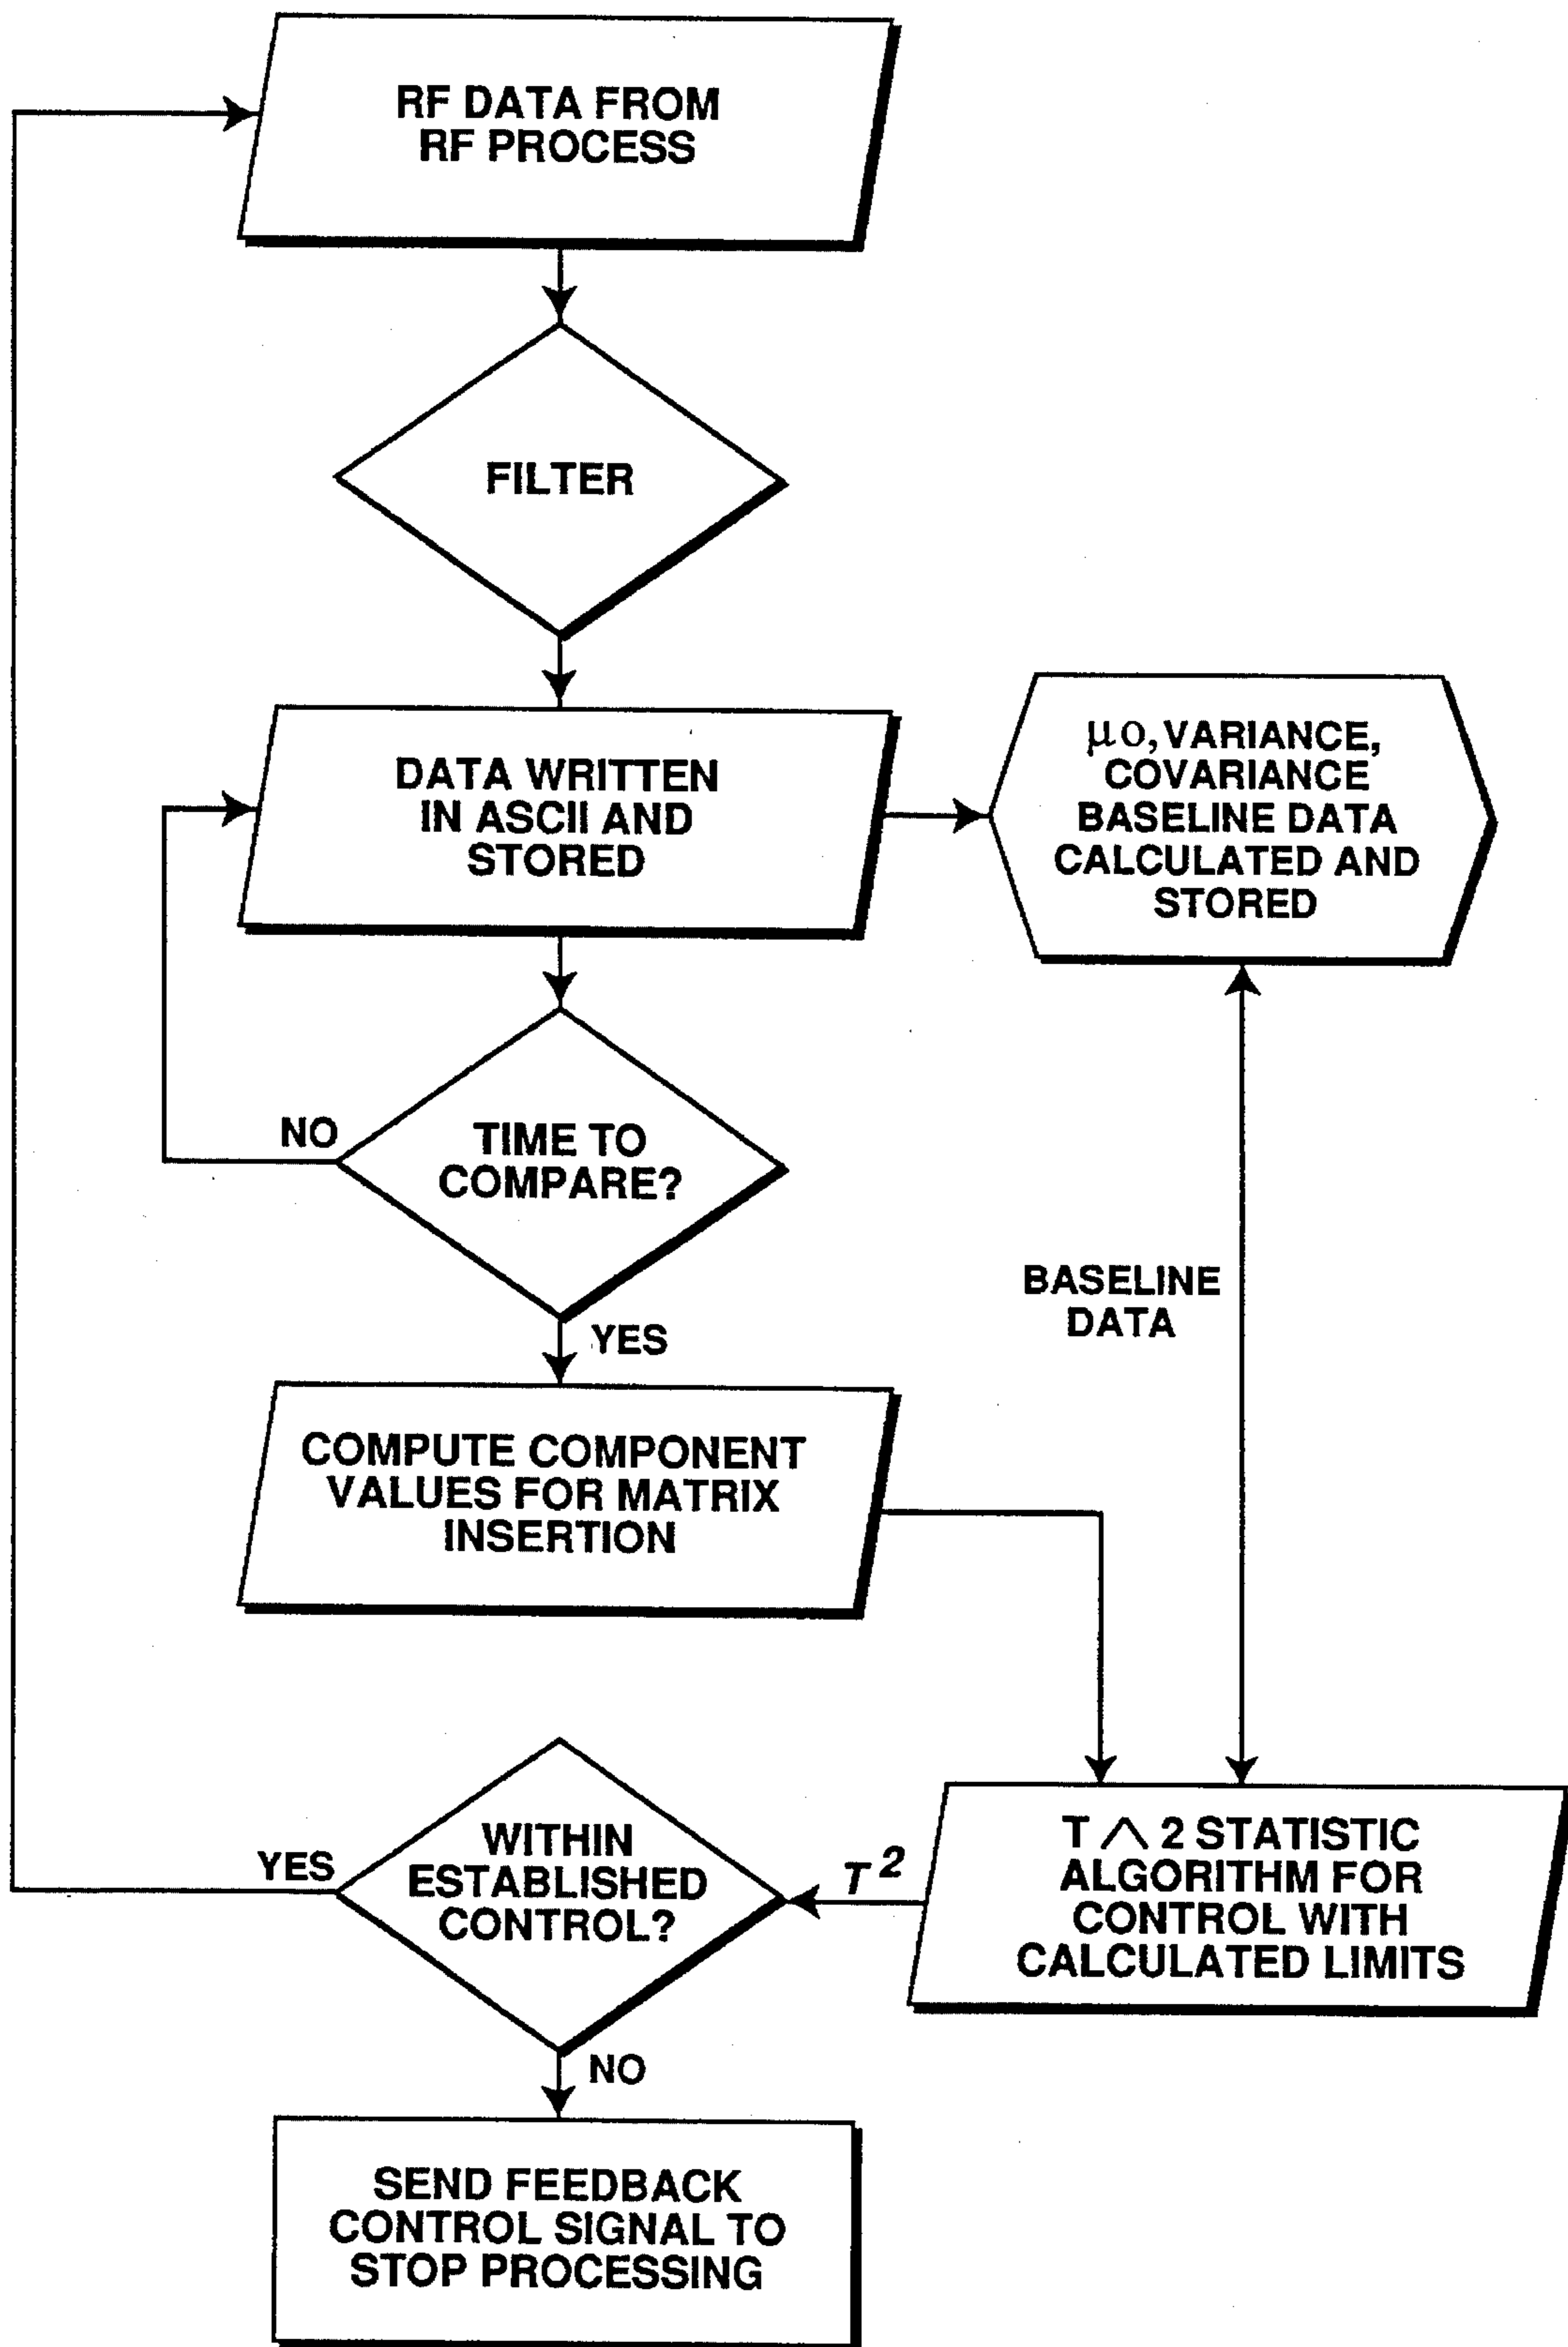 RF DATA FROM
RF PROCESS
FILTER
DATA WRITTEN
IN ASCII AND
STORED
μo, VARIANCE,
COVARIANCE
BASELINE DATA
CALCULATED AND
STORED
NO
TIME TO
COMPARE?
YES
BASELINE
DATA
COMPUTE COMPONENT
VALUES FOR MATRIX
INSERTION
YES
WITHIN
ESTABLISHED
CONTROL?
T²
T ∧ 2 STATISTIC
ALGORITHM FOR
CONTROL WITH
CALCULATED LIMITS
NO
SEND FEEDBACK
CONTROL SIGNAL TO
STOP PROCESSING